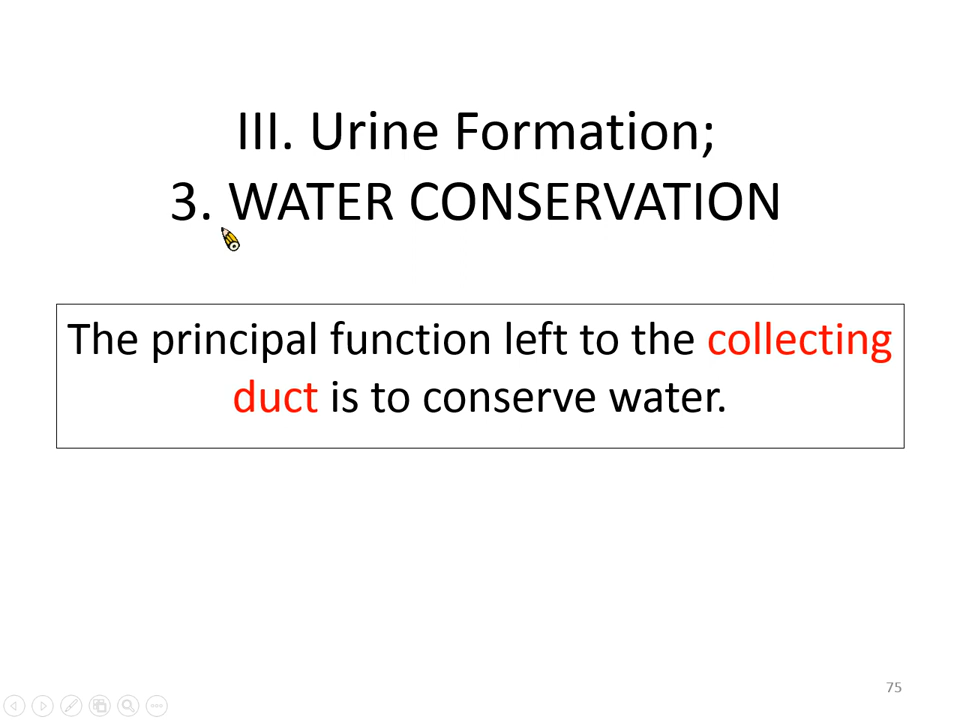 III. Urine Formation;
3. WATER CONSERVATION
The principal function left to the collecting
duct is to conserve water.
75